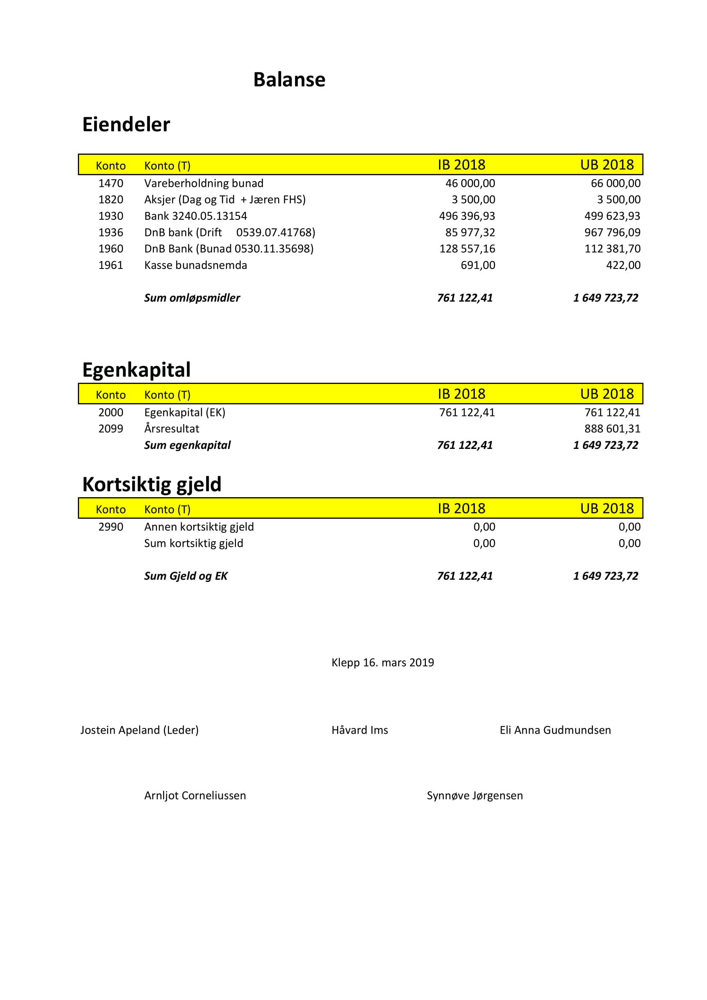 Balanse
Eiendeler
Konto Konto (T) IB 2018 UB 2018
1470 Vareberholdning bunad 46 000,00 66 000,00
1820 Aksjer (Dag og Tid + Jæren FHS) 3 500,00 3 500,00
1930 Bank 3240.05.13154 496 396,93 499 623,93
1936 DnB bank (Drift 0539.07.41768) 85 977,32 967 796,09
1960 DnB Bank (Bunad 0530.11.35698) 128 557,16 112 381,70
1961 Kasse bunadsnemda 691,00 422,00
Sum omløpsmidler 761 122,41 1 649 723,72
Egenkapital
Konto Konto (T) IB 2018 UB 2018
2000 Egenkapital (EK) 761 122,41 761 122,41
2099 Årsresultat 888 601,31
Sum egenkapital 761 122,41 1 649 723,72
Kortsiktig gjeld
Konto Konto (T) IB 2018 UB 2018
2990 Annen kortsiktig gjeld 0,00 0,00
Sum kortsiktig gjeld 0,00 0,00
Sum Gjeld og EK 761 122,41 1 649 723,72
Klepp 16. mars 2019
Jostein Apeland (Leder) Håvard Ims Eli Anna Gudmundsen
Arnljot Corneliussen Synnøve Jørgensen